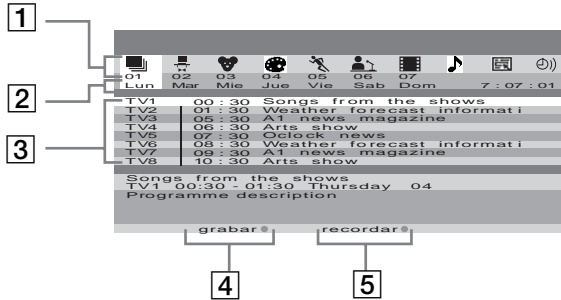 1
01 02 03 04 05 06 07
2 Lun Mar Mie Jue Vie Sab Dom 7 : 07 : 01
TV1 00 : 30 Songs from the shows
TV2 01 : 30 Weather forecast informati
TV3 05 : 30 A1 news magazine
3 TV4 06 : 30 Arts show
TV5 07 : 30 Oclock news
TV6 08 : 30 Weather forecast informati
TV7 09 : 30 A1 news magazine
TV8 10 : 30 Arts show
Songs from the shows
TV1 00:30 - 01:30 Thursday 04
Programme description
grabar recordar
4 5